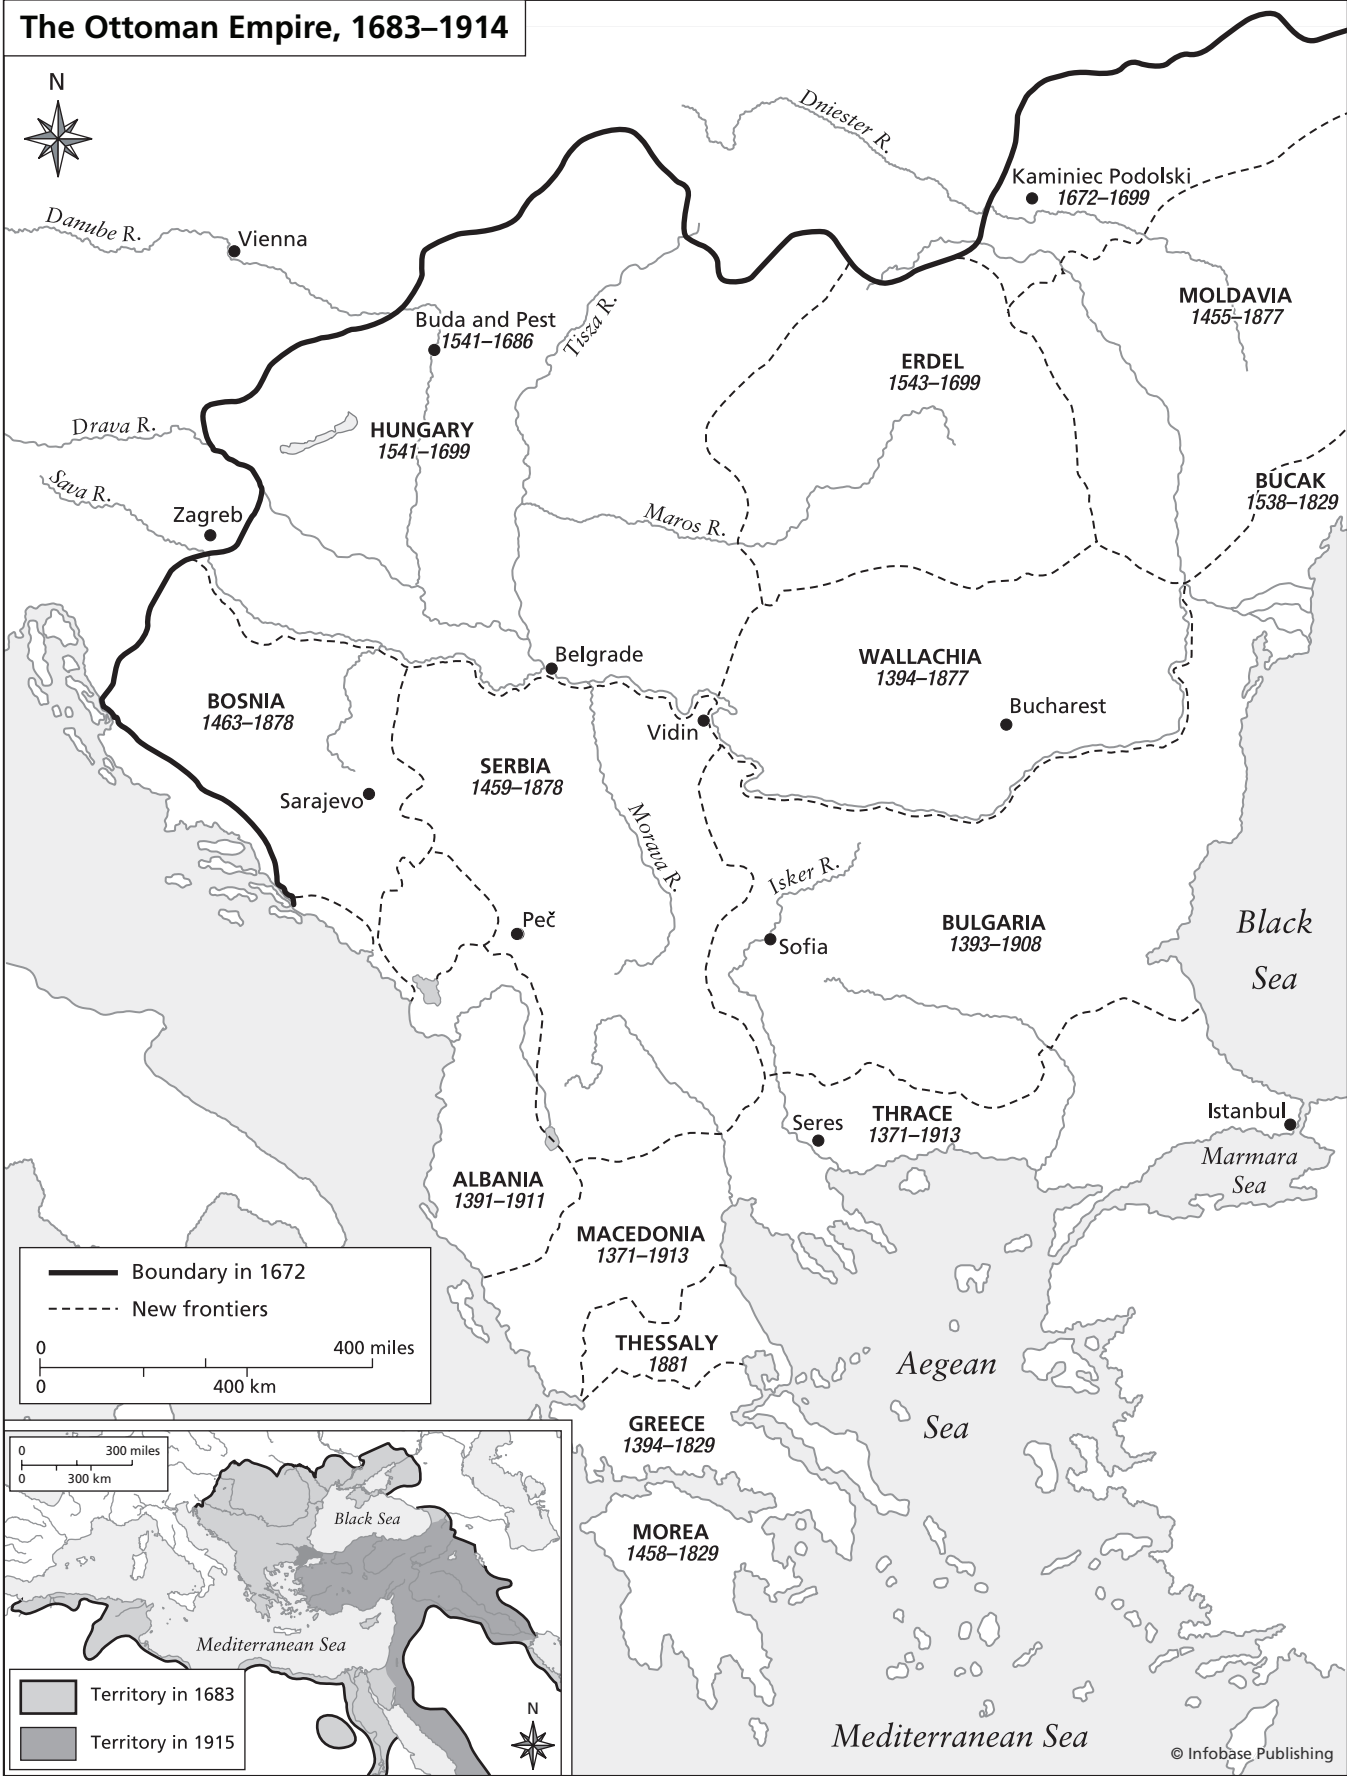 The Ottoman Empire, 1683–1914
N
Dniester R.
Kaminiec Podolski
1672–1699
Danube R.
Vienna
MOLDAVIA
1455–1877
Buda and Pest
1541–1686
Tisza R.
ERDEL
1543–1699
Drava R.
HUNGARY
1541–1699
Sava R.
BUCAK
1538–1829
Zagreb
Maros R.
Belgrade
WALLACHIA
1394–1877
BOSNIA
1463–1878
Bucharest
Vidin
SERBIA
1459–1878
Sarajevo
Morava R.
Isker R.
Peč
BULGARIA
1393–1908
Sofia
Black
Sea
Seres
THRACE
1371–1913
Istanbul
Marmara
Sea
ALBANIA
1391–1911
MACEDONIA
1371–1913
Boundary in 1672
New frontiers
0
400 miles
0
400 km
THESSALY
1881
Aegean
Sea
GREECE
1394–1829
MOREA
1458–1829
0
300 miles
0
300 km
Black Sea
Mediterranean Sea
Territory in 1683
Territory in 1915
N
Mediterranean Sea
© Infobase Publishing